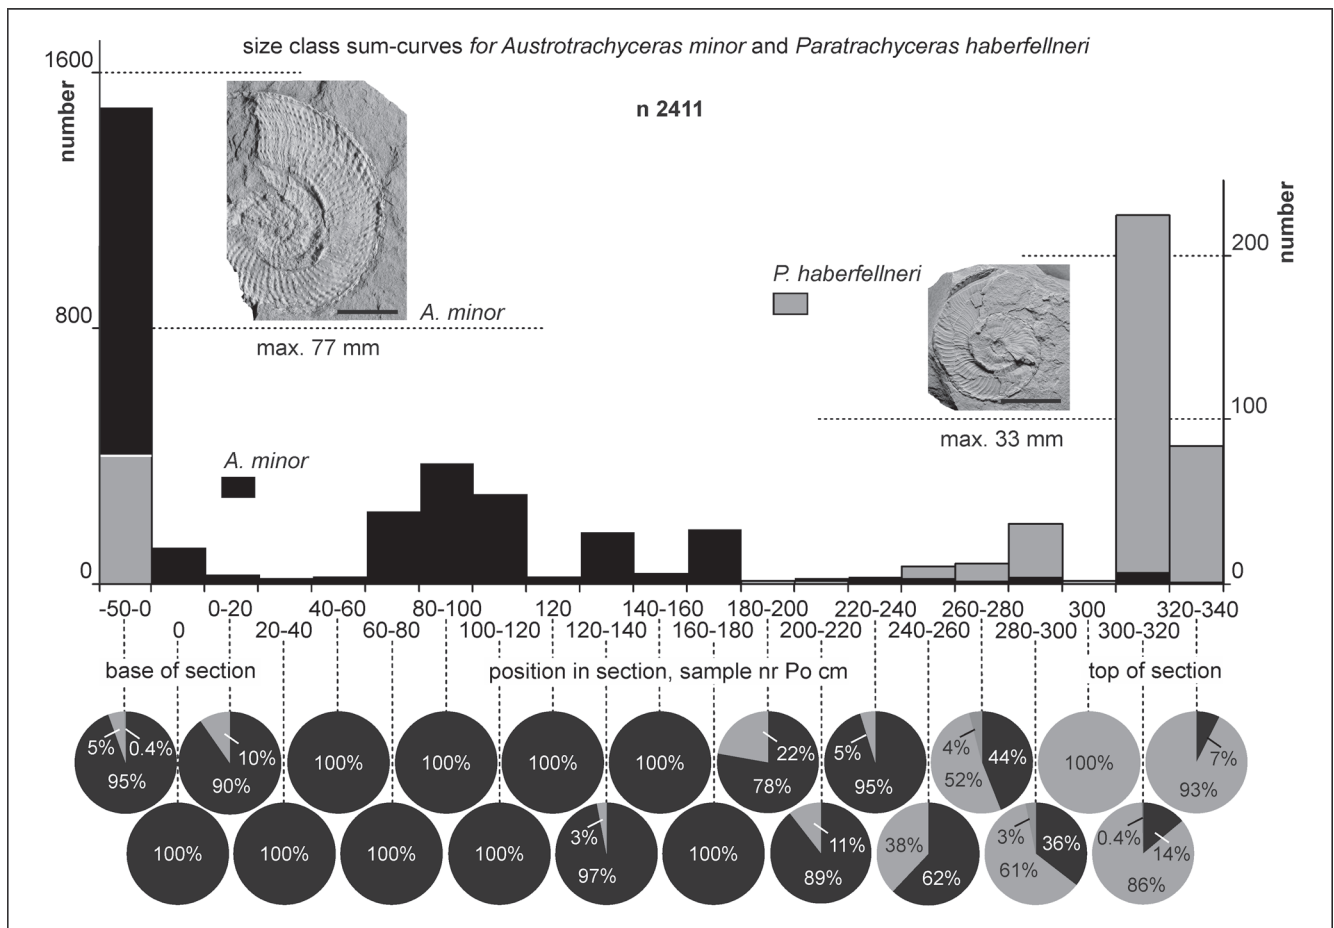 size class sum-curves for Austrotrachyceras minor and Paratrachyceras haberfellneri
1600
number
n 2411
number
200
P. haberfellneri
A. minor
800
max. 77 mm
100
max. 33 mm
A. minor
0
0
-50-0 0-20 40-60 80-100 120 140-160 180-200 220-240 260-280 300 320-340
0 20-40 60-80 100-120 120-140 160-180 200-220 240-260 280-300 300-320
base of section position in section, sample nr Po cm top of section
5% 0.4% 95% 10% 90% 100% 100% 100% 100% 22% 78% 5% 95% 4% 44% 52% 100% 7% 93%
100% 100% 100% 100% 3% 97% 100% 11% 89% 38% 62% 3% 36% 61% 0.4% 14% 86%